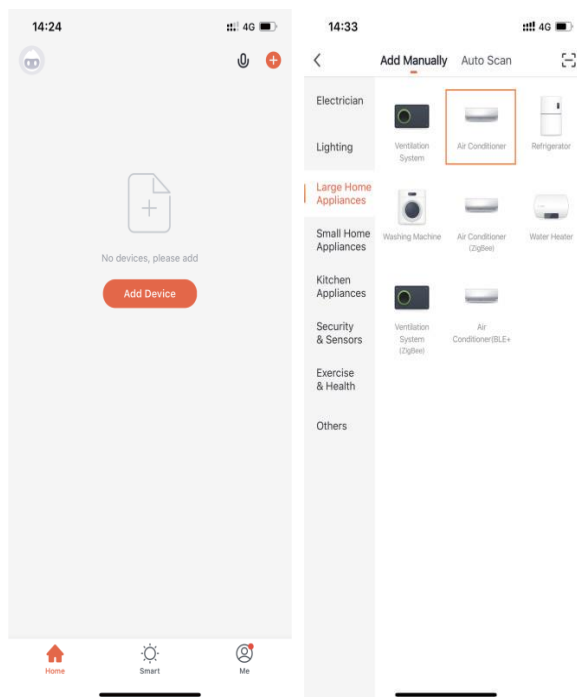 14:24
4G
No devices, please add
Add Device
Home
Smart
Me
14:33
4G
Add Manually
Auto Scan
Electrician
Lighting
Large Home
Appliances
Small Home
Appliances
Kitchen
Appliances
Security
& Sensors
Exercise
& Health
Others
Ventilation
System
Air Conditioner
Refrigerator
Washing Machine
Air Conditioner
(ZigBee)
Water Heater
Ventilation
System
(ZigBee)
Air
Conditioner(BLE+